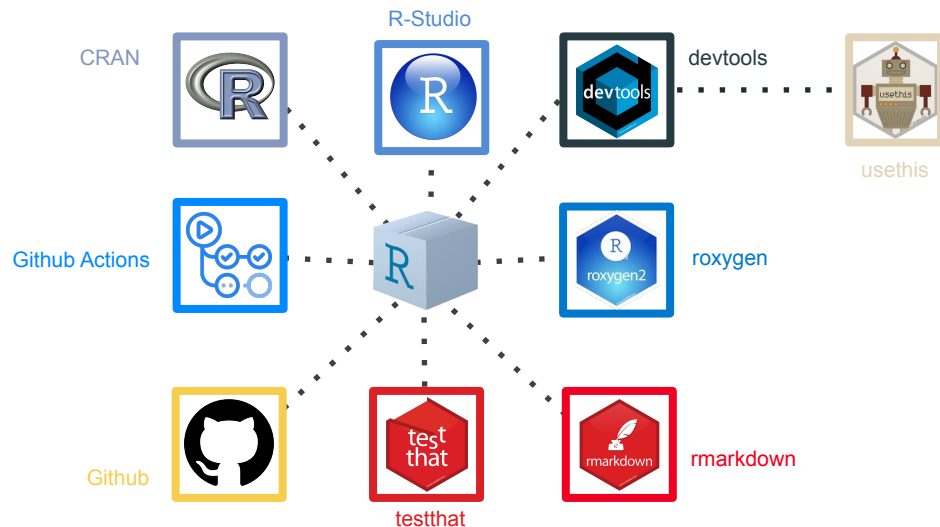 R-Studio
CRAN
R
R
devtools
devtools
usethis
usethis
Github Actions
R
R
roxygen2
roxygen
Github
test
that
testthat
rmarkdown
rmarkdown